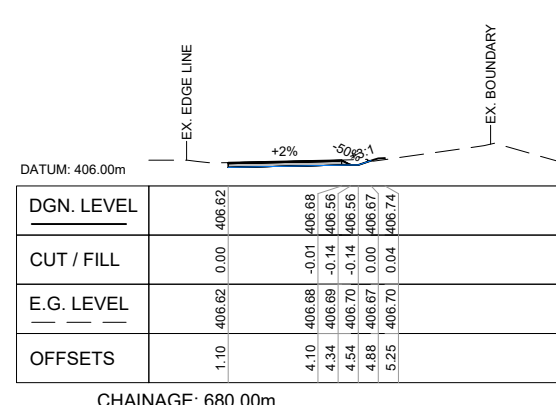 EX. EDGE LINE
EX. BOUNDARY
+2%
-50%
3:1
DATUM: 406.00m
DGN. LEVEL 406.62 406.68 406.56 406.56 406.67 406.74
CUT / FILL 0.00 -0.01 -0.14 -0.14 0.00 0.04
E.G. LEVEL 406.62 406.68 406.69 406.70 406.67 406.70
OFFSETS 1.10 4.10 4.34 4.54 4.88 5.25
CHAINAGE: 680.00m